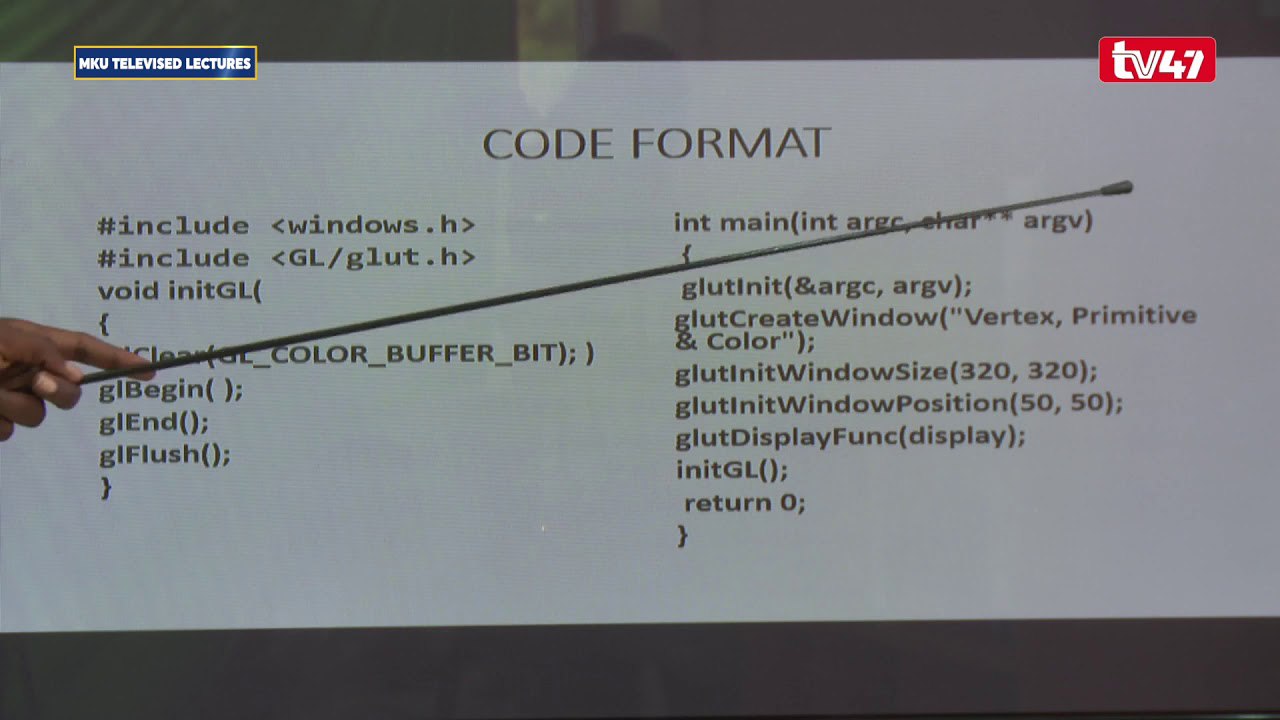 MKU TELEVISED LECTURES
tv47
CODE FORMAT
#include <windows.h>
#include <GL/glut.h>
void initGL(
{
glClear(GL_COLOR_BUFFER_BIT); )
glBegin( );
glEnd();
glFlush();
}
int main(int argc, char** argv)
{
glutInit(&argc, argv);
glutCreateWindow("Vertex, Primitive
& Color");
glutInitWindowSize(320, 320);
glutInitWindowPosition(50, 50);
glutDisplayFunc(display);
initGL();
return 0;
}